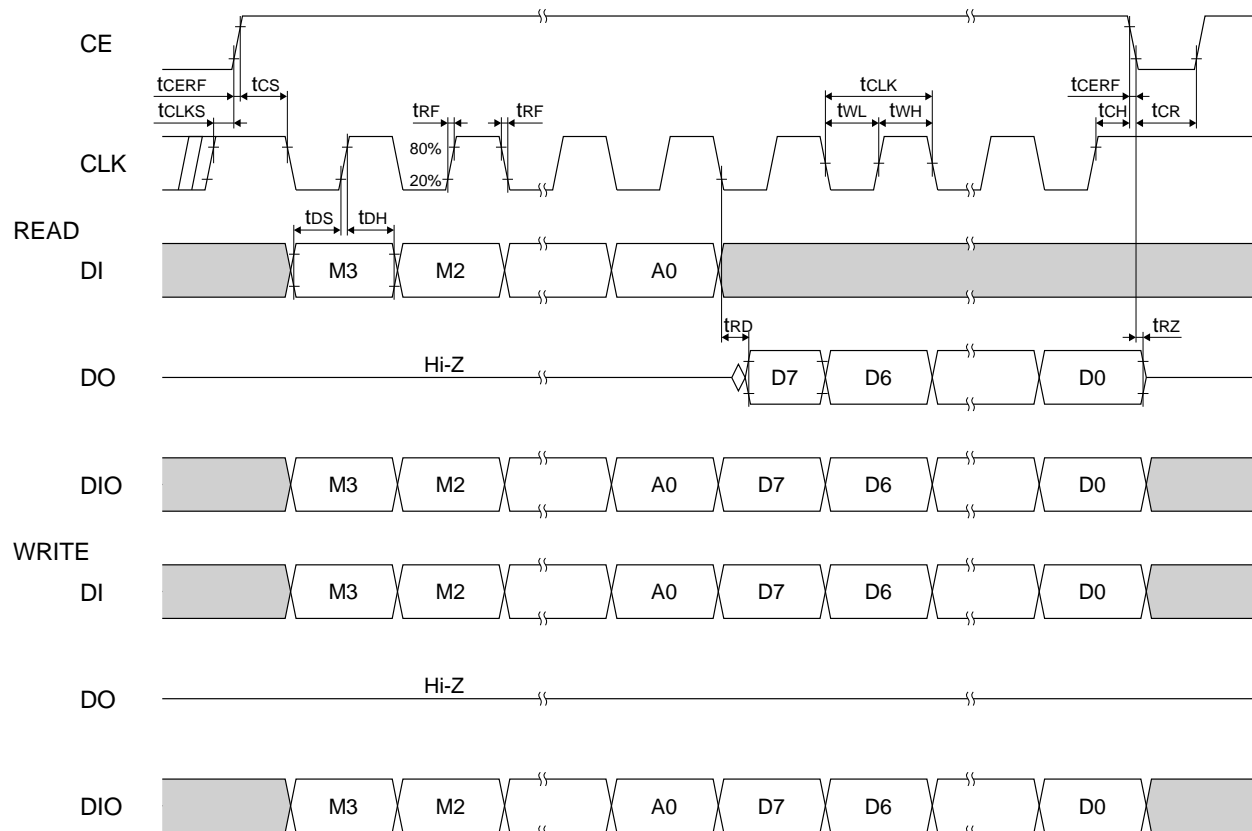 CE
tCERF tCS tCLK tCERF
tCLKS tRF tRF tWL tWH tCH tCR
CLK 80%
20%
READ tDS tDH
DI M3 M2 A0
tRD tRZ
DO Hi-Z D7 D6 D0
DIO M3 M2 A0 D7 D6 D0
WRITE
DI M3 M2 A0 D7 D6 D0
DO Hi-Z
DIO M3 M2 A0 D7 D6 D0